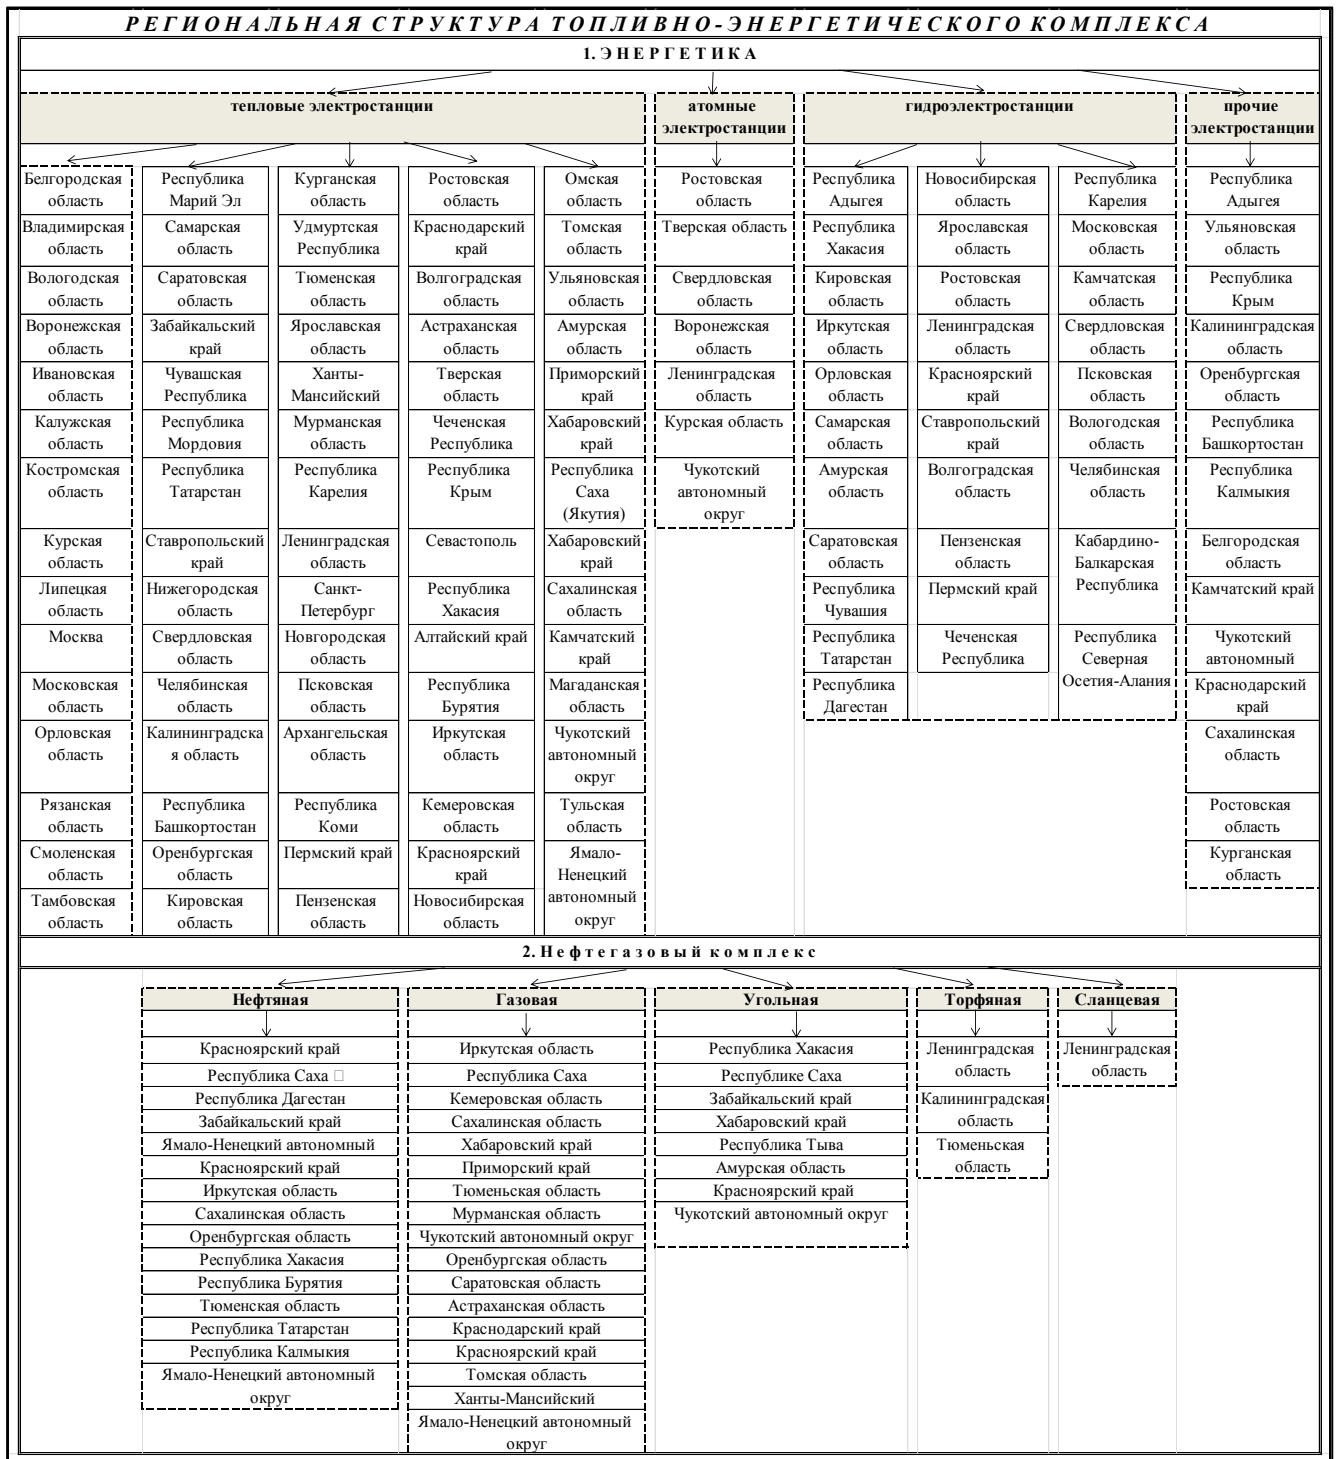 РЕГИОНАЛЬНАЯ СТРУКТУРА ТОПЛИВНО-ЭНЕРГЕТИЧЕСКОГО КОМПЛЕКСА
1. ЭНЕРГЕТИКА
тепловые электростанции
атомные
электростанции
гидроэлектростанции
прочие
электростанции
Белгородская
область
Владимирская
область
Вологодская
область
Воронежская
область
Ивановская
область
Калужская
область
Костромская
область
Курская
область
Липецкая
область
Москва
Московская
область
Орловская
область
Рязанская
область
Смоленская
область
Тамбовская
область
Республика
Марий Эл
Самарская
область
Саратовская
область
Забайкальский
край
Чувашская
Республика
Республика
Мордовия
Республика
Татарстан
Ставропольский
край
Нижегородская
область
Свердловская
область
Челябинская
область
Калининградска
я область
Республика
Башкортостан
Оренбургская
область
Кировская
область
Курганская
область
Удмуртская
Республика
Тюменская
область
Ярославская
область
Ханты-
Мансийский
Мурманская
область
Республика
Карелия
Ленинградская
область
Санкт-
Петербург
Новгородская
область
Псковская
область
Архангельская
область
Республика
Коми
Пермский край
Пензенская
область
Ростовская
область
Краснодарский
край
Волгоградская
область
Астраханская
область
Тверская
область
Чеченская
Республика
Республика
Крым
Севастополь
Республика
Хакасия
Алтайский край
Республика
Бурятия
Иркутская
область
Кемеровская
область
Красноярский
край
Новосибирская
область
Омская
область
Томская
область
Ульяновская
область
Амурская
область
Приморский
край
Хабаровский
край
Республика
Саха
(Якутия)
Хабаровский
край
Сахалинская
область
Камчатский
край
Магаданская
область
Чукотский
автономный
округ
Тульская
область
Ямало-
Ненецкий
автономный
округ
Ростовская
область
Тверская область
Свердловская
область
Воронежская
область
Ленинградская
область
Курская область
Чукотский
автономный
округ
Республика
Адыгея
Республика
Хакасия
Кировская
область
Иркутская
область
Орловская
область
Самарская
область
Амурская
область
Саратовская
область
Республика
Чувашия
Республика
Татарстан
Республика
Дагестан
Новосибирская
область
Ярославская
область
Ростовская
область
Ленинградская
область
Красноярский
край
Ставропольский
край
Волгоградская
область
Пензенская
область
Пермский край
Чеченская
Республика
Республика
Карелия
Московская
область
Камчатская
область
Свердловская
область
Псковская
область
Вологодская
область
Челябинская
область
Кабардино-
Балкарская
Республика
Республика
Северная
Осетия-Алания
Республика
Адыгея
Ульяновская
область
Республика
Крым
Калининградская
область
Оренбургская
область
Республика
Башкортостан
Республика
Калмыкия
Белгородская
область
Камчатский край
Чукотский
автономный
Краснодарский
край
Сахалинская
область
Ростовская
область
Курганская
область
2. Нефтегазовый комплекс
Нефтяная
Газовая
Угольная
Торфяная
Сланцевая
Красноярский край
Республика Саха
Республика Дагестан
Забайкальский край
Ямало-Ненецкий автономный
Красноярский край
Иркутская область
Сахалинская область
Оренбургская область
Республика Хакасия
Республика Бурятия
Тюменская область
Республика Татарстан
Республика Калмыкия
Ямало-Ненецкий автономный
округ
Иркутская область
Республика Саха
Кемеровская область
Сахалинская область
Хабаровский край
Приморский край
Тюменьская область
Мурманская область
Чукотский автономный округ
Оренбургская область
Саратовская область
Астраханская область
Краснодарский край
Красноярский край
Томская область
Ханты-Мансийский
Ямало-Ненецкий автономный
округ
Республика Хакасия
Республике Саха
Забайкальский край
Хабаровский край
Республика Тыва
Амурская область
Красноярский край
Чукотский автономный округ
Ленинградская
область
Калининградская
область
Тюменьская
область
Ленинградская
область